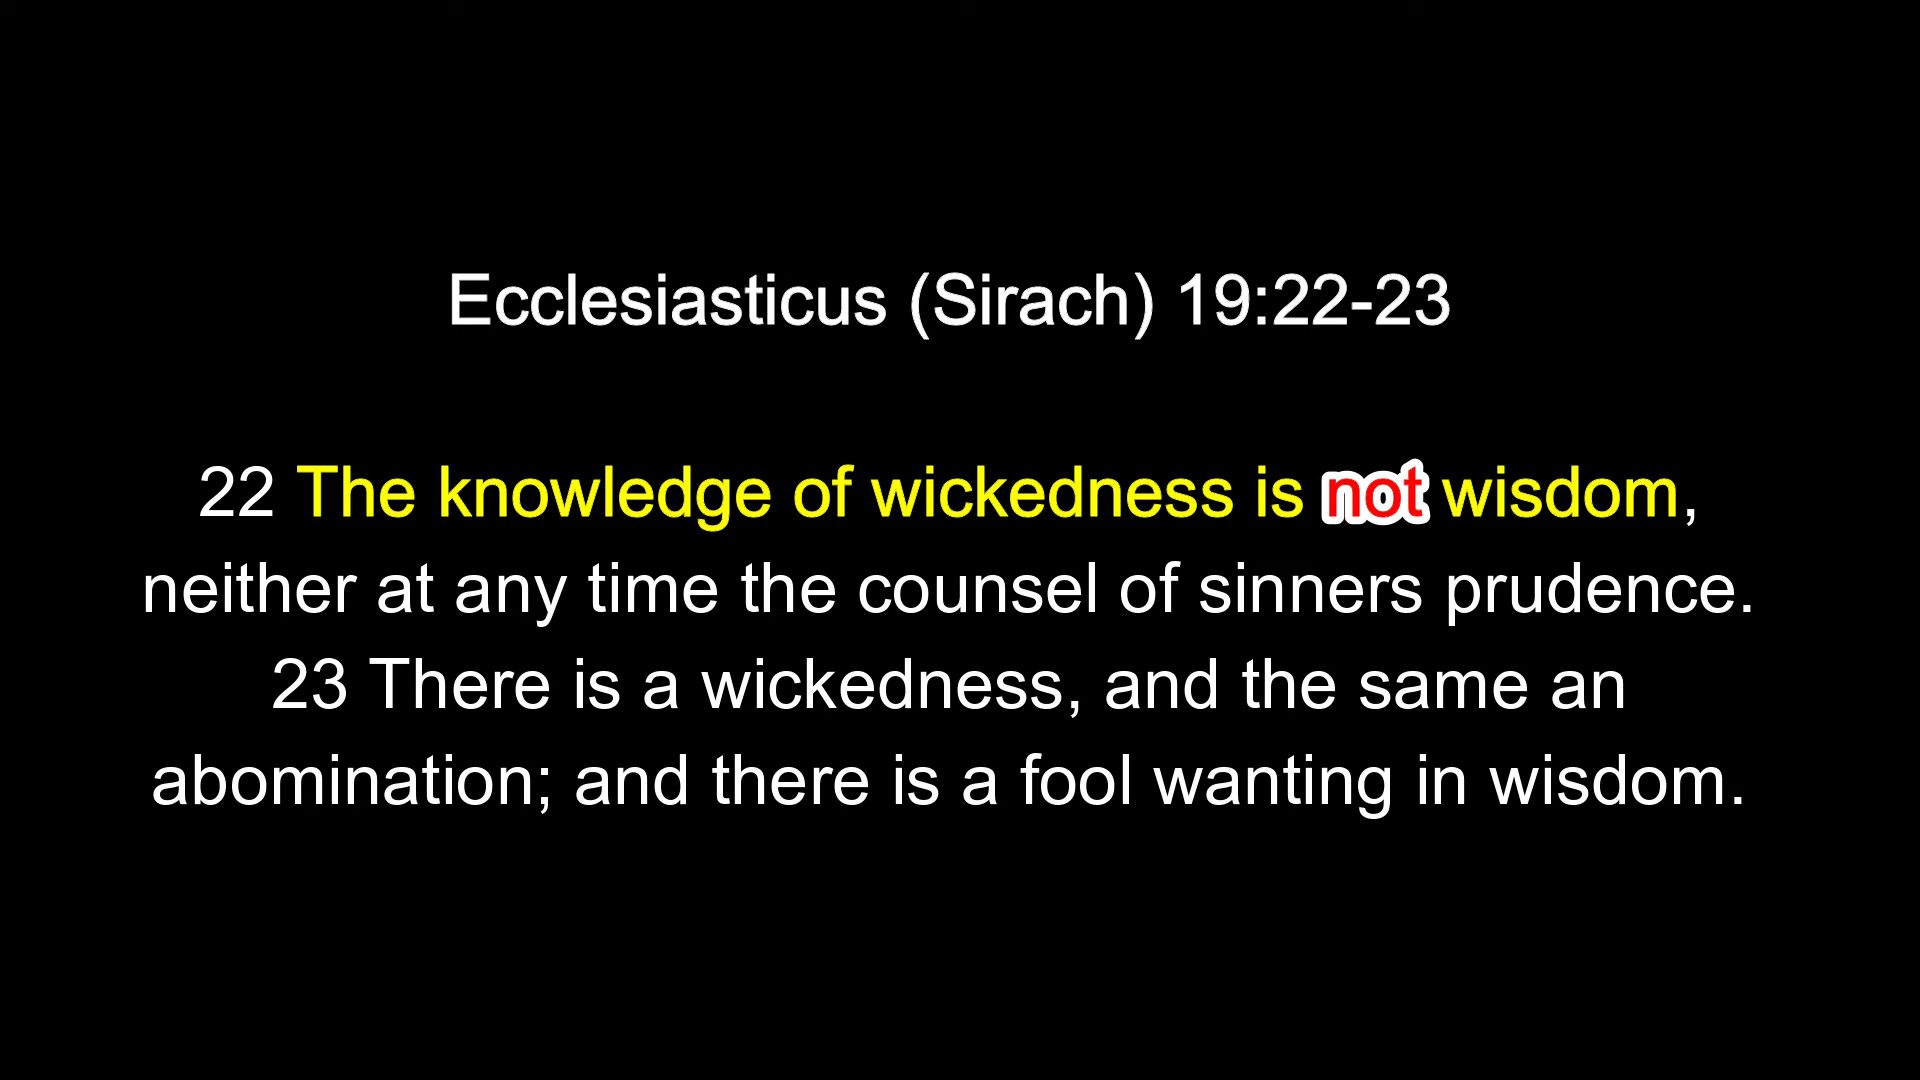 Ecclesiasticus (Sirach) 19:22-23
22 The knowledge of wickedness is not wisdom,
neither at any time the counsel of sinners prudence.
23 There is a wickedness, and the same an
abomination; and there is a fool wanting in wisdom.